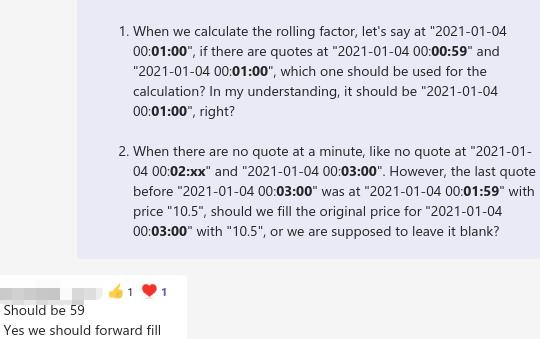 1. When we calculate the rolling factor, let's say at "2021-01-04
00:01:00", if there are quotes at "2021-01-04 00:00:59" and
"2021-01-04 00:01:00", which one should be used for the
calculation? In my understanding, it should be "2021-01-04
00:01:00", right?
2. When there are no quote at a minute, like no quote at "2021-01-
04 00:02:xx" and "2021-01-04 00:03:00". However, the last quote
before "2021-01-04 00:03:00" was at "2021-01-04 00:01:59" with
price "10.5", should we fill the original price for "2021-01-04
00:03:00" with "10.5", or we are supposed to leave it blank?
1 1
Should be 59
Yes we should forward fill